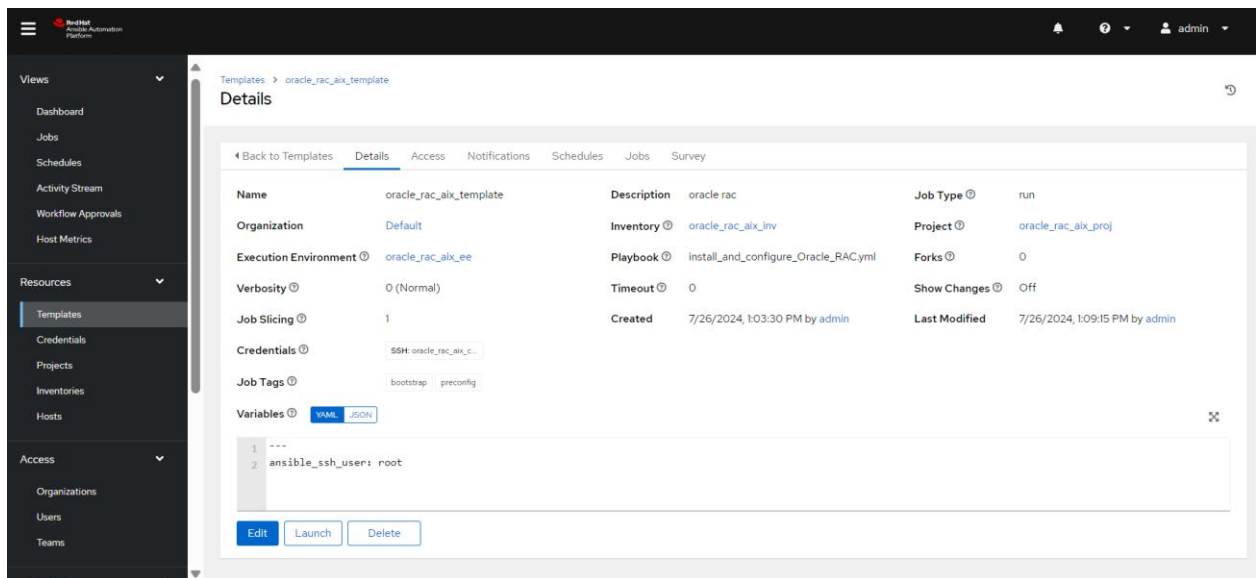 Red Hat
Ansible Automation
Platform
admin
Views
Dashboard
Jobs
Schedules
Activity Stream
Workflow Approvals
Host Metrics
Resources
Templates
Credentials
Projects
Inventories
Hosts
Access
Organizations
Users
Teams
Templates > oracle_rac_aix_template
Details
Back to Templates Details Access Notifications Schedules Jobs Survey
Name oracle_rac_aix_template Description oracle rac Job Type run
Organization Default Inventory oracle_rac_aix_inv Project oracle_rac_aix_proj
Execution Environment oracle_rac_aix_ee Playbook install_and_configure_Oracle_RAC.yml Forks 0
Verbosity 0 (Normal) Timeout 0 Show Changes Off
Job Slicing 1 Created 7/26/2024, 1:03:30 PM by admin Last Modified 7/26/2024, 1:09:15 PM by admin
Credentials SSH: oracle_rac_aix_c...
Job Tags bootstrap preconfig
Variables YAML JSON
1 ---
2 ansible_ssh_user: root
Edit Launch Delete